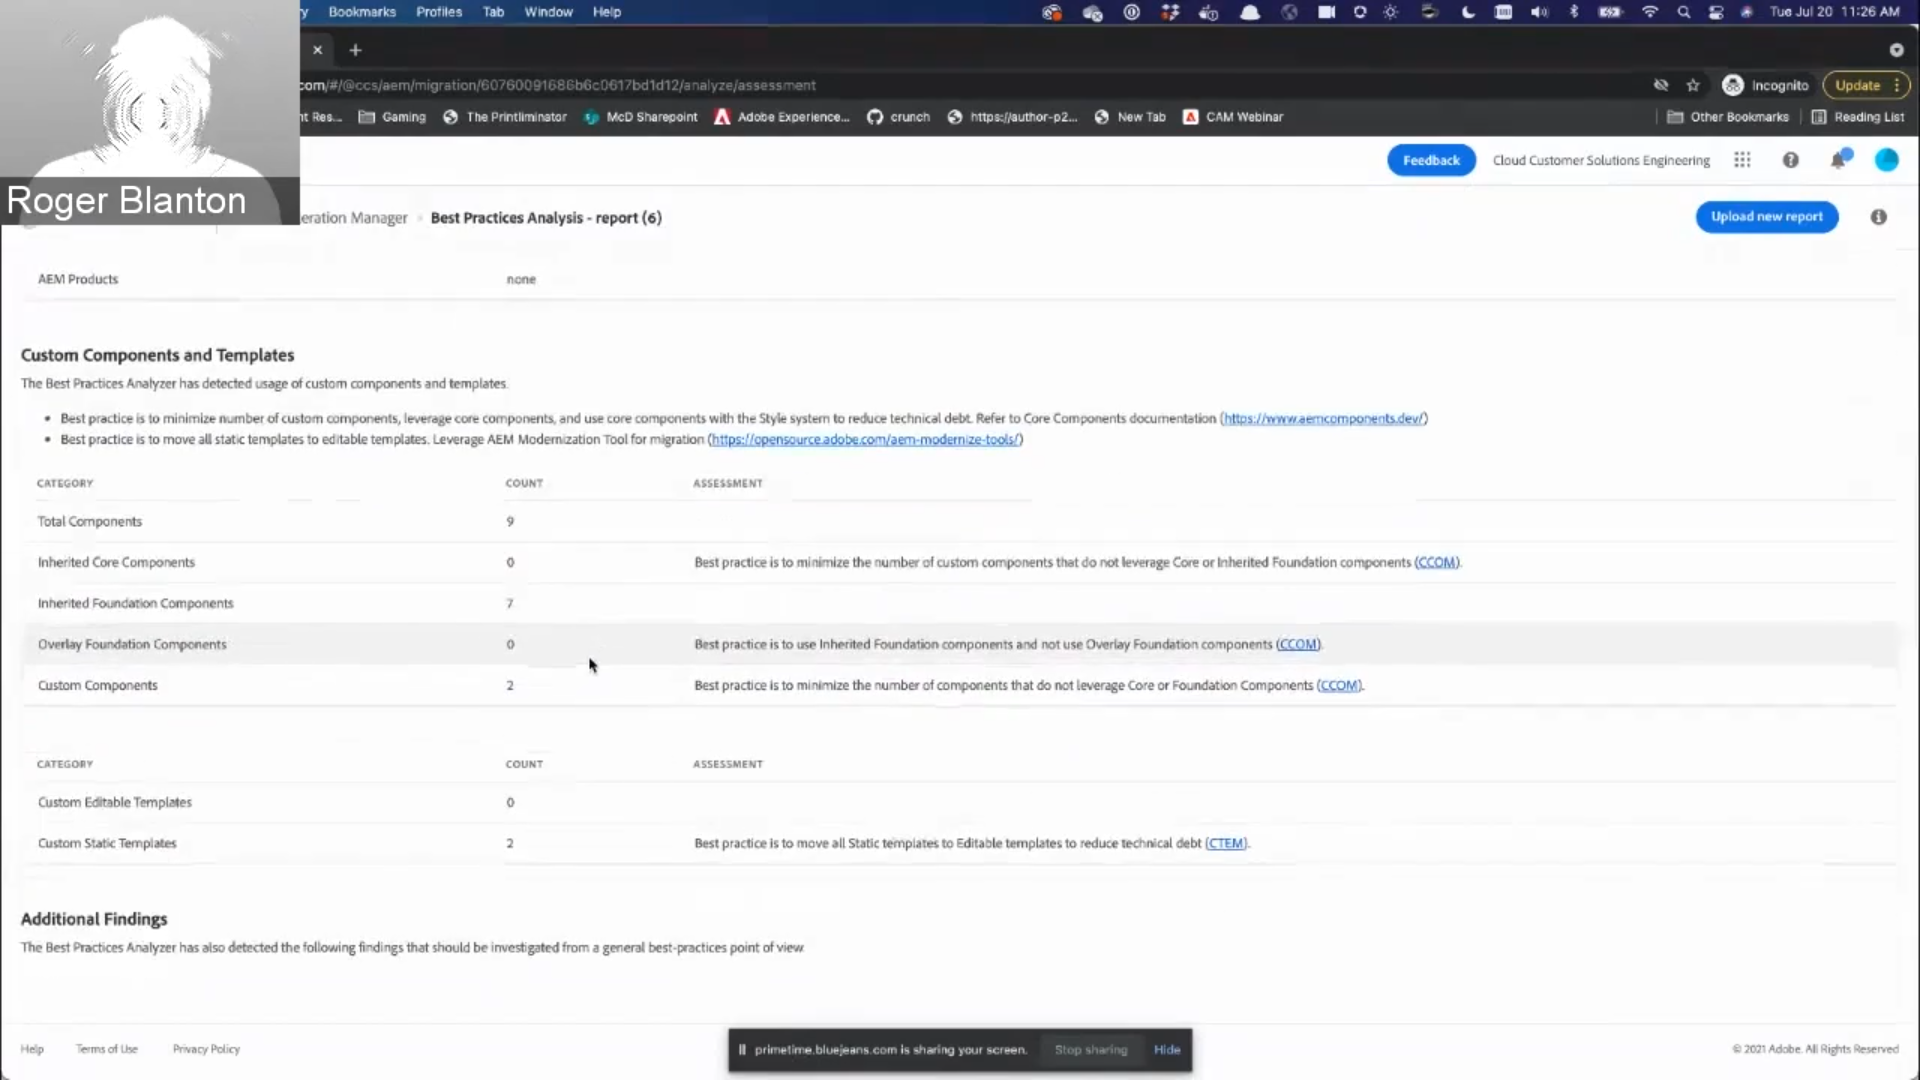 y Bookmarks Profiles Tab Window Help Tue Jul 20 11:26 AM
com/#/@ccs/aem/migration/60760091686b6c0617bd1d12/analyze/assessment Incognito Update
nt Res... Gaming The Printliminator McD Sharepoint Adobe Experience... crunch https://author-p2... New Tab CAM Webinar Other Bookmarks Reading List
Feedback Cloud Customer Solutions Engineering
Roger Blanton
eration Manager Best Practices Analysis - report (6) Upload new report
AEM Products none
Custom Components and Templates
The Best Practices Analyzer has detected usage of custom components and templates.
• Best practice is to minimize number of custom components, leverage core components, and use core components with the Style system to reduce technical debt. Refer to Core Components documentation (https://www.aemcomponents.dev/)
• Best practice is to move all static templates to editable templates. Leverage AEM Modernization Tool for migration (https://opensource.adobe.com/aem-modernize-tools/)
CATEGORY COUNT ASSESSMENT
Total Components 9
Inherited Core Components 0 Best practice is to minimize the number of custom components that do not leverage Core or Inherited Foundation components (CCOM).
Inherited Foundation Components 7
Overlay Foundation Components 0 Best practice is to use Inherited Foundation components and not use Overlay Foundation components (CCOM).
Custom Components 2 Best practice is to minimize the number of components that do not leverage Core or Foundation Components (CCOM).
CATEGORY COUNT ASSESSMENT
Custom Editable Templates 0
Custom Static Templates 2 Best practice is to move all Static templates to Editable templates to reduce technical debt (CTEM).
Additional Findings
The Best Practices Analyzer has also detected the following findings that should be investigated from a general best-practices point of view.
primetime.bluejeans.com is sharing your screen. Stop sharing Hide
Help Terms of Use Privacy Policy © 2021 Adobe. All Rights Reserved